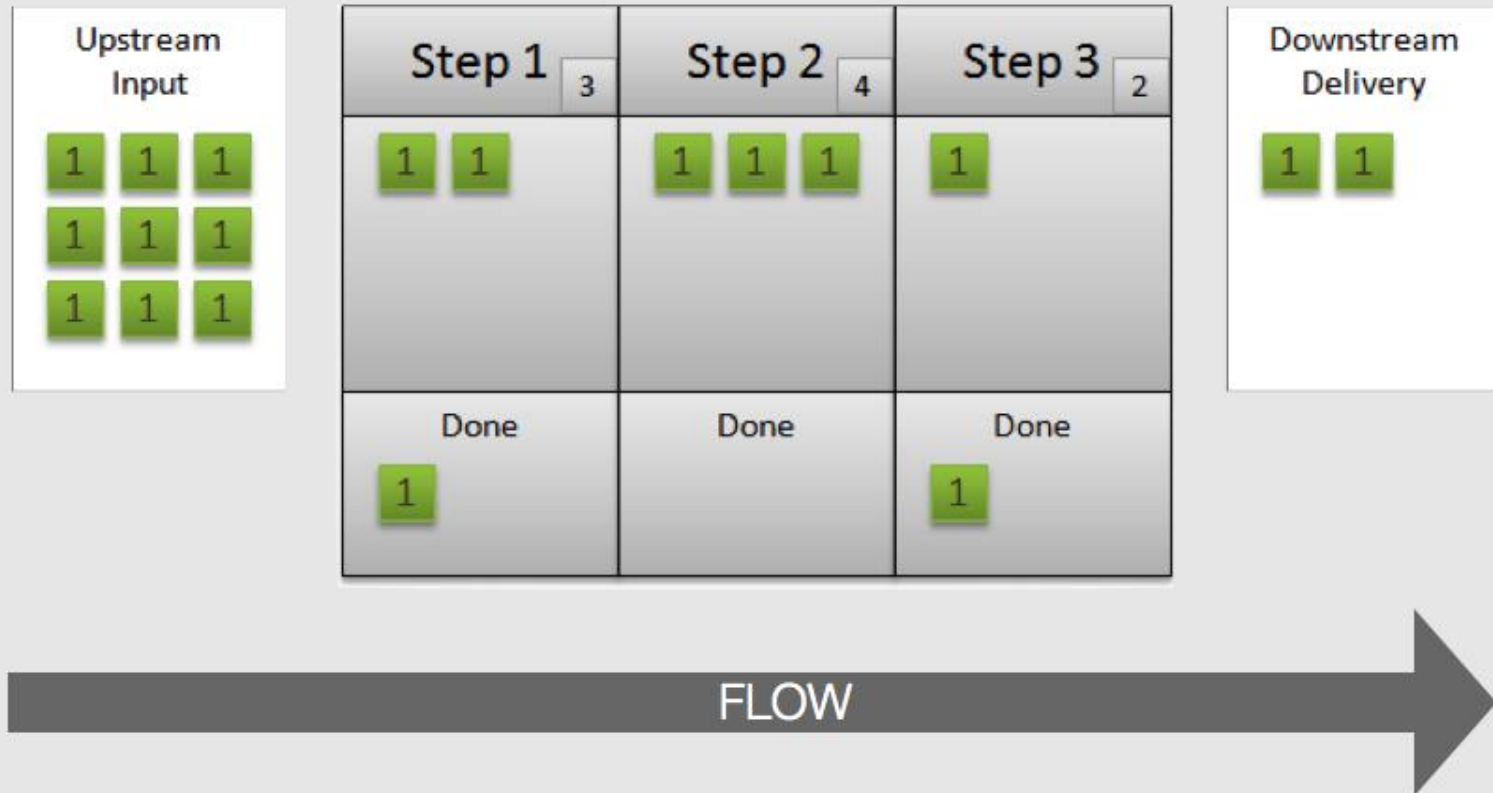 Upstream
Input
1 1 1
1 1 1
1 1 1
Step 1 3
Step 2 4
Step 3 2
1 1
1 1 1
1
Done
1
Done
Done
1
Downstream
Delivery
1 1
FLOW